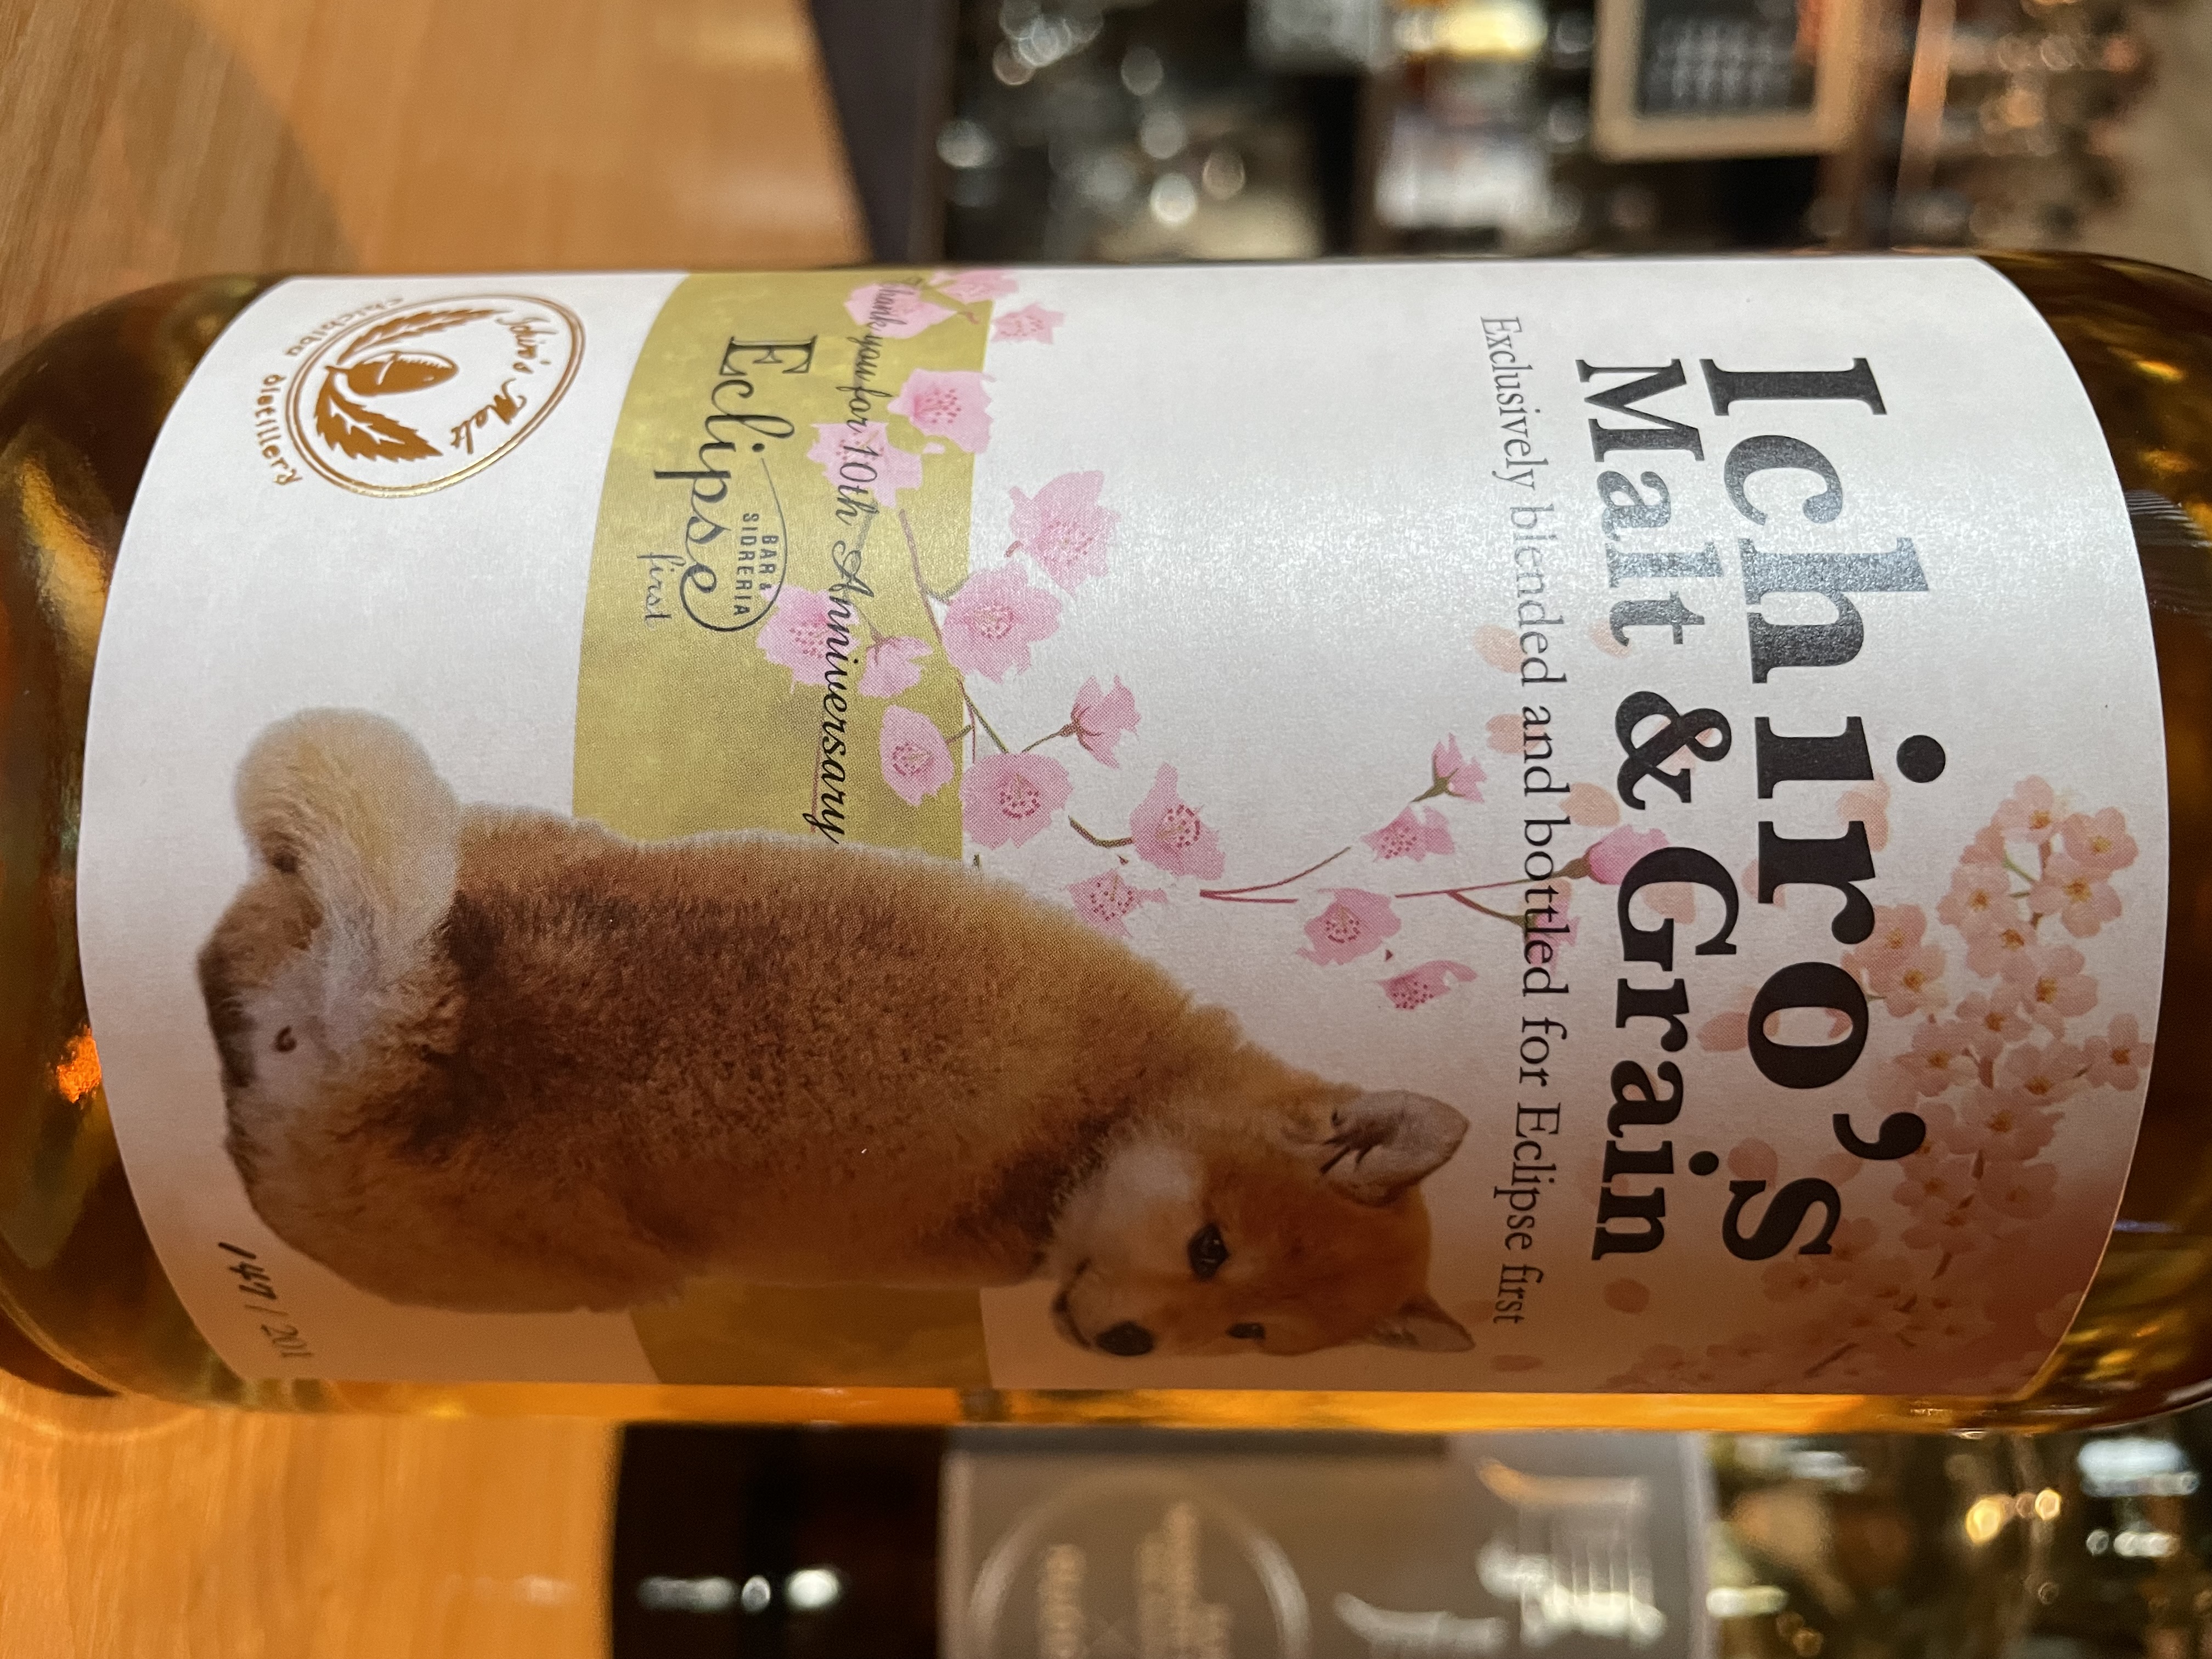 Ichiro's
Malt & Grain
Exclusively blended and bottled for Eclipse first
Thank you for 10th Anniversary
Eclipse
BAR &
SIDRERIA
first
Ichiro's Malt
Chichibu distillery
147 / 201